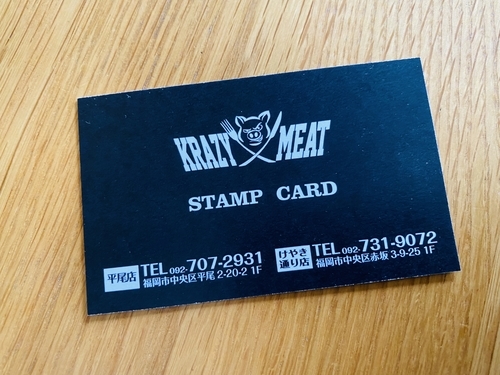 KRAZY MEAT
STAMP CARD
平尾店
TEL 092-707-2931
福岡市中央区平尾 2-20-2 1F
けやき
通り店
TEL 092-731-9072
福岡市中央区赤坂 3-9-25 1F